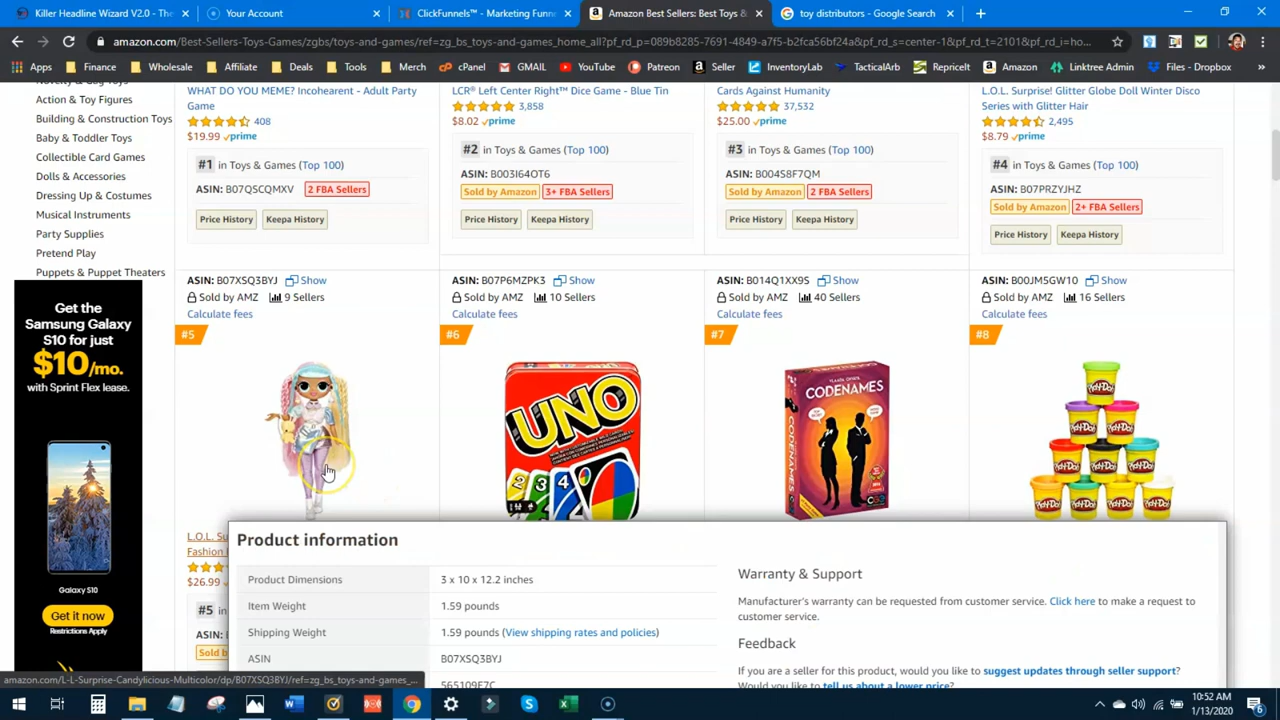 Killer Headline Wizard V2.0 - The
Your Account
ClickFunnels™ - Marketing Funn
Amazon Best Sellers: Best Toys &
toy distributors - Google Search
amazon.com/Best-Sellers-Toys-Games/zgbs/toys-and-games/ref=zg_bs_toys-and-games_home_all?pf_rd_p=089b8285-7691-4849-a7f5-b2fca56bf24a&pf_rd_s=center-1&pf_rd_t=2101&pf_rd_i=ho...
Apps Finance Wholesale Affiliate Deals Tools Merch cPanel GMAIL YouTube Patreon Seller InventoryLab TacticalArb RepricelIt Amazon Linktree Admin Files - Dropbox »
Action & Toy Figures
Building & Construction Toys
Baby & Toddler Toys
Collectible Card Games
Dolls & Accessories
Dressing Up & Costumes
Musical Instruments
Party Supplies
Pretend Play
Puppets & Puppet Theaters
WHAT DO YOU MEME? Incohearent - Adult Party
Game
408
$19.99 prime
#1 in Toys & Games (Top 100)
ASIN: B07QSCQMXV 2 FBA Sellers
Price History Keepa History
LCR® Left Center Right™ Dice Game - Blue Tin
3,858
$8.02 prime
#2 in Toys & Games (Top 100)
ASIN: B003I64OT6
Sold by Amazon 3+ FBA Sellers
Price History Keepa History
Cards Against Humanity
37,532
$25.00 prime
#3 in Toys & Games (Top 100)
ASIN: B004S8F7QM
Sold by Amazon 2 FBA Sellers
Price History Keepa History
L.O.L. Surprise! Glitter Globe Doll Winter Disco
Series with Glitter Hair
2,495
$8.79 prime
#4 in Toys & Games (Top 100)
ASIN: B07PRZYJHZ
Sold by Amazon 2+ FBA Sellers
Price History Keepa History
ASIN: B07XSQ3BYJ Show
Sold by AMZ 9 Sellers
Calculate fees
#5
ASIN: B07P6MZPK3 Show
Sold by AMZ 10 Sellers
Calculate fees
#6
UNO
ASIN: B014Q1XX9S Show
Sold by AMZ 40 Sellers
Calculate fees
#7
CODENAMES
ASIN: B00JM5GW10 Show
Sold by AMZ 16 Sellers
Calculate fees
#8
Play-Doh
L.O.L. Su
Fashion
$26.99
#5 in
ASIN:
Sold b
Get the
Samsung Galaxy
S10 for just
$10/mo.
with Sprint Flex lease.
Galaxy S10
Get it now
Restrictions Apply
Product information
Product Dimensions 3 x 10 x 12.2 inches
Item Weight 1.59 pounds
Shipping Weight 1.59 pounds (View shipping rates and policies)
ASIN B07XSQ3BYJ
565109E7C
Warranty & Support
Manufacturer's warranty can be requested from customer service. Click here to make a request to
customer service.
Feedback
If you are a seller for this product, would you like to suggest updates through seller support?
Would you like to tell us about a lower price?
amazon.com/L-L-Surprise-Candylicious-Multicolor/dp/B07XSQ3BYJ/ref=zg_bs_toys-and-games_...
10:52 AM
1/13/2020